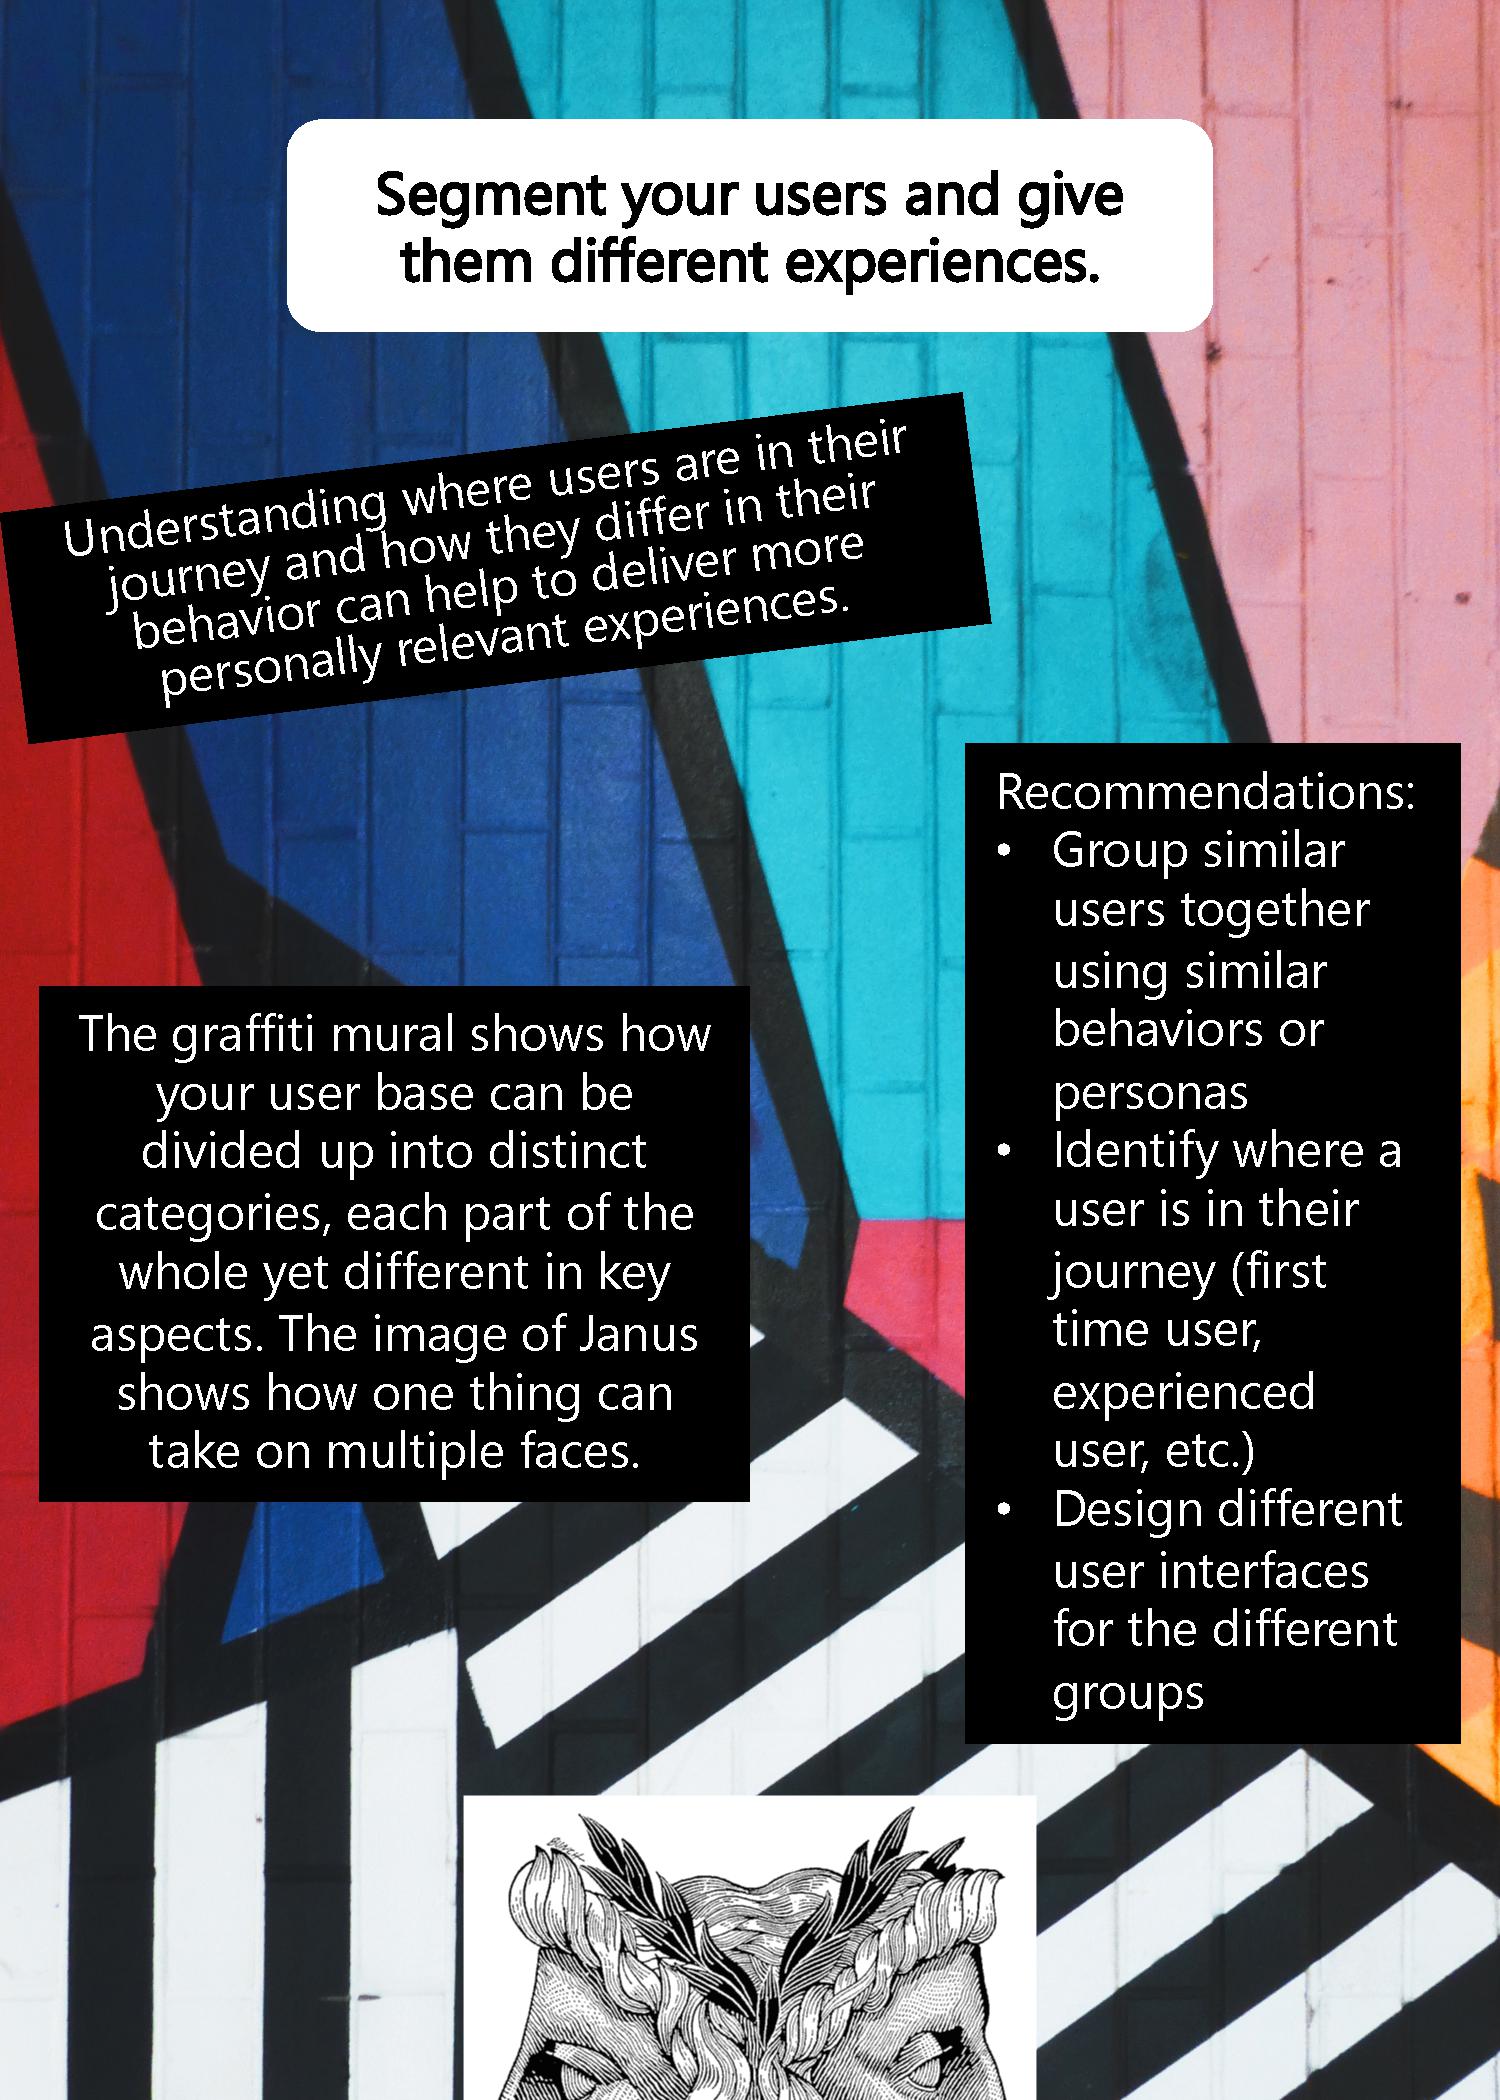 Segment your users and give
them different experiences.
Understanding where users are in their
journey and how they differ in their
behavior can help to deliver more
personally relevant experiences.
Recommendations:
• Group similar
users together
using similar
behaviors or
personas
• Identify where a
user is in their
journey (first
time user,
experienced
user, etc.)
• Design different
user interfaces
for the different
groups
The graffiti mural shows how
your user base can be
divided up into distinct
categories, each part of the
whole yet different in key
aspects. The image of Janus
shows how one thing can
take on multiple faces.